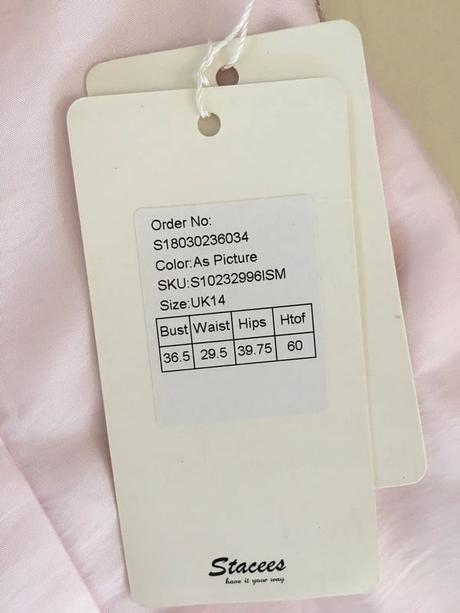 Order No:
S18030236034
Color:As Picture
SKU:S10232996ISM
Size:UK14
Bust Waist Hips Htof
36.5 29.5 39.75 60
Stacees
have it your way